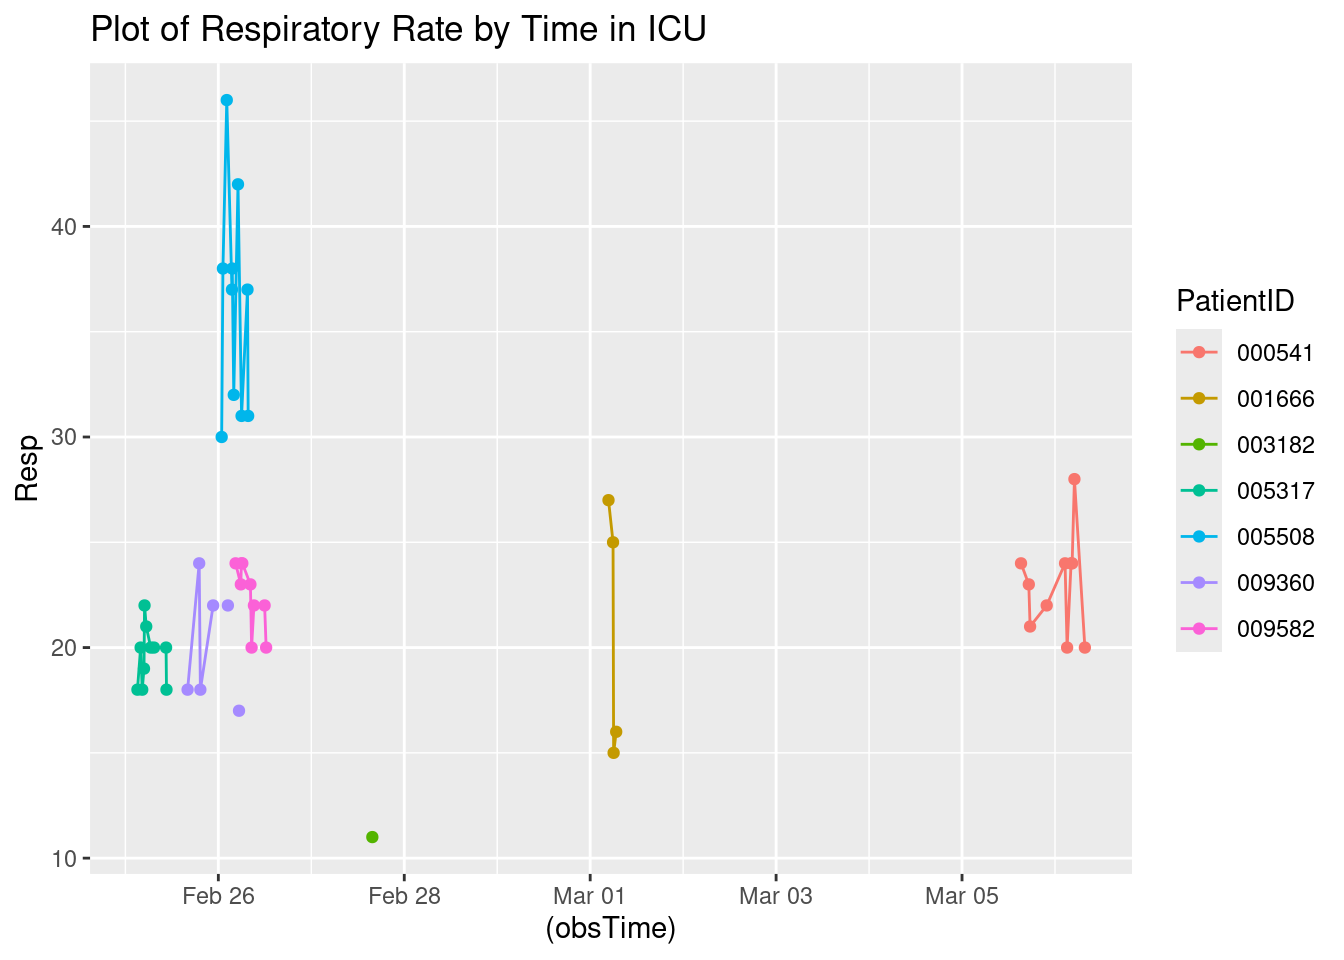 Plot of Respiratory Rate by Time in ICU
Resp
40
30
20
10
Feb 26
Feb 28
Mar 01
Mar 03
Mar 05
(obsTime)
PatientID
000541
001666
003182
005317
005508
009360
009582